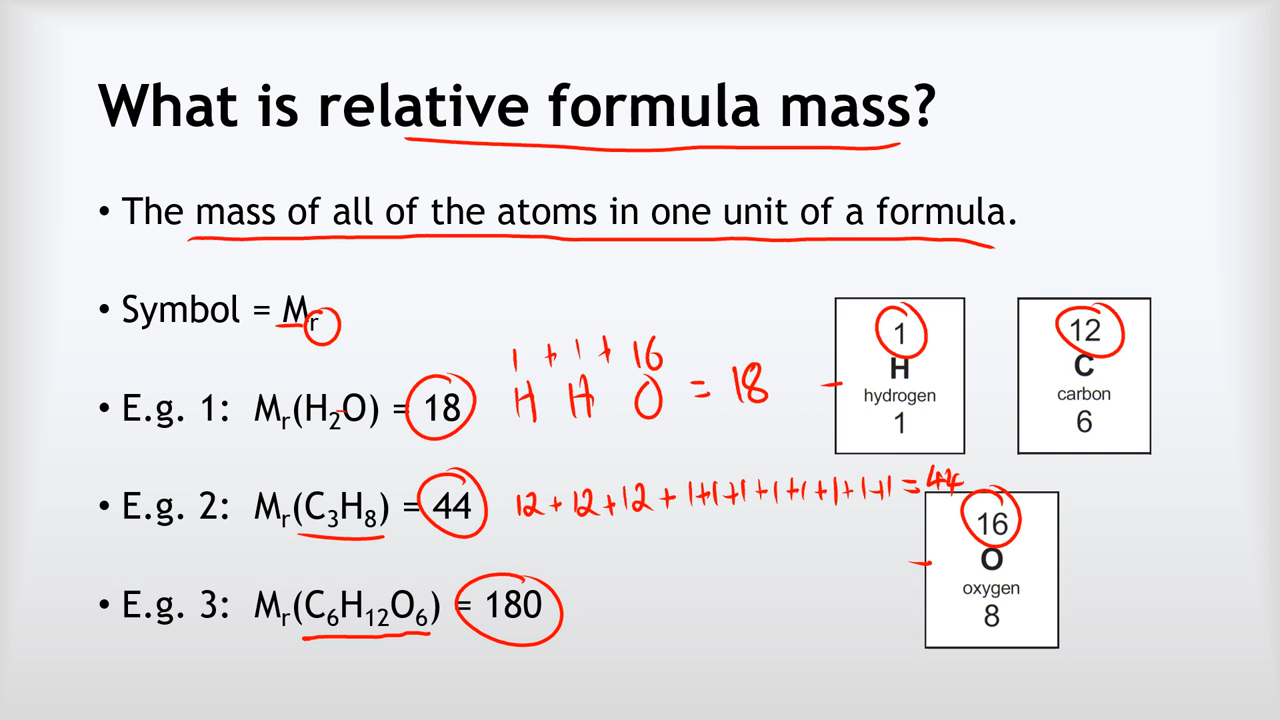 What is relative formula mass?
• The mass of all of the atoms in one unit of a formula.
• Symbol = Mᵣ
1 + 1 + 16
• E.g. 1: Mᵣ(H₂O) = 18
H H O = 18
1
H
hydrogen
1
12
C
carbon
6
• E.g. 2: Mᵣ(C₃H₈) = 44
12 + 12 + 12 + 1+1+1+1+1+1+1+1 = 44
16
O
oxygen
8
• E.g. 3: Mᵣ(C₆H₁₂O₆) = 180